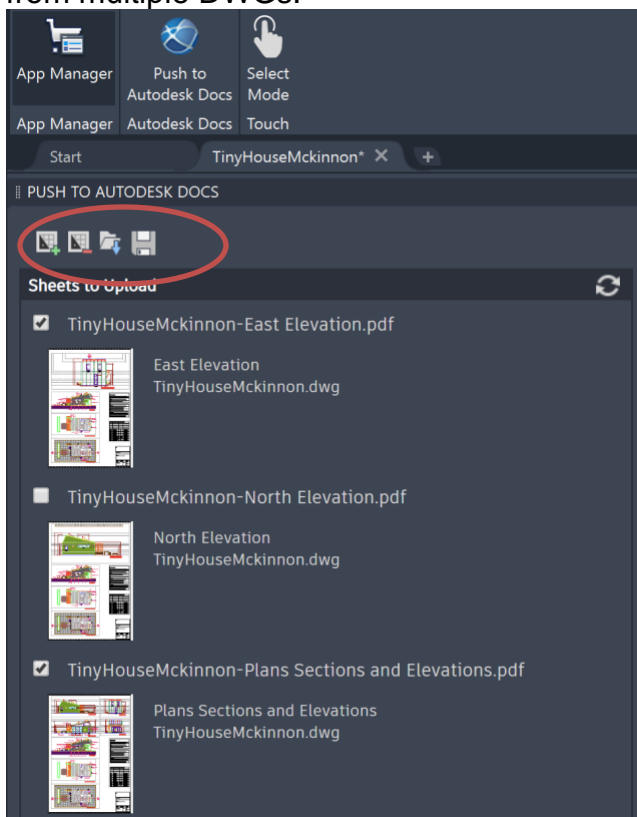 from multiple DWGs.
App Manager
Push to
Autodesk Docs
Select
Mode
App Manager
Autodesk Docs
Touch
Start
TinyHouseMckinnon*
PUSH TO AUTODESK DOCS
Sheets to Upload
TinyHouseMckinnon-East Elevation.pdf
East Elevation
TinyHouseMckinnon.dwg
TinyHouseMckinnon-North Elevation.pdf
North Elevation
TinyHouseMckinnon.dwg
TinyHouseMckinnon-Plans Sections and Elevations.pdf
Plans Sections and Elevations
TinyHouseMckinnon.dwg